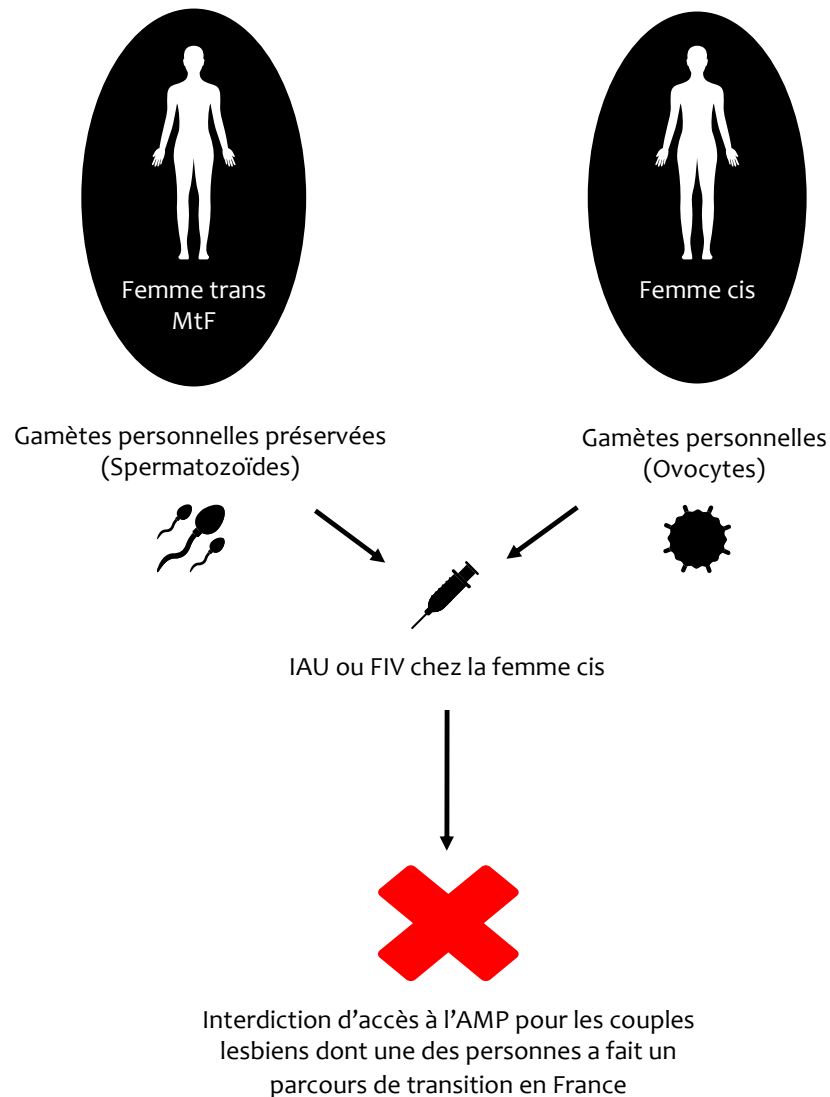 Femme trans
MtF
Femme cis
Gamètes personnelles préservées
(Spermatozoïdes)
Gamètes personnelles
(Ovocytes)
IAU ou FIV chez la femme cis
Interdiction d’accès à l’AMP pour les couples
lesbiens dont une des personnes a fait un
parcours de transition en France